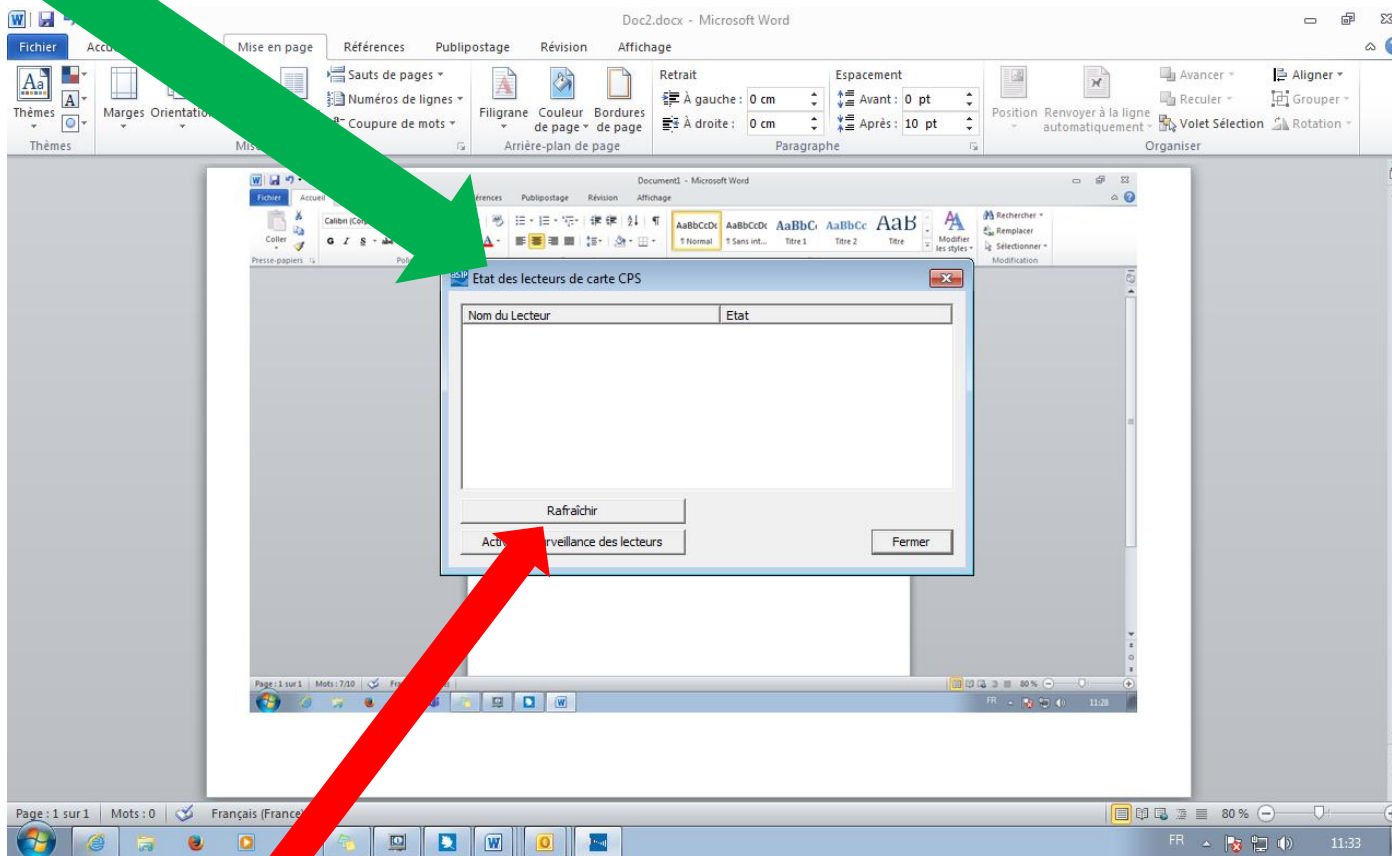 Doc2.docx - Microsoft Word
Fichier
Mise en page
Références
Publipostage
Révision
Affichage
Thèmes
Marges
Sauts de pages
Numéros de lignes
Coupure de mots
Filigrane
Couleur de page
Bordures de page
Retrait
À gauche : 0 cm
À droite : 0 cm
Espacement
Avant : 0 pt
Après : 10 pt
Position
Renvoyer à la ligne automatiquement
Avancer
Reculer
Volet Sélection
Aligner
Grouper
Rotation
Thèmes
Arrière-plan de page
Paragraphe
Organiser
Document1 - Microsoft Word
Fichier
Publipostage
Révision
Affichage
Coller
G I S
AaBbCcDc
AaBbCcDc
AaBbC
AaBbCc
AaB
Normal
Sans int...
Titre 1
Titre 2
Titre
Modifier les styles
Rechercher
Remplacer
Sélectionner
Presse-papiers
Modification
Etat des lecteurs de carte CPS
Nom du Lecteur
Etat
Rafraîchir
des lecteurs
Fermer
Page : 1 sur 1
Mots : 7/10
80 %
FR
11:28
Page : 1 sur 1
Mots : 0
Français (France)
80 %
FR
11:33